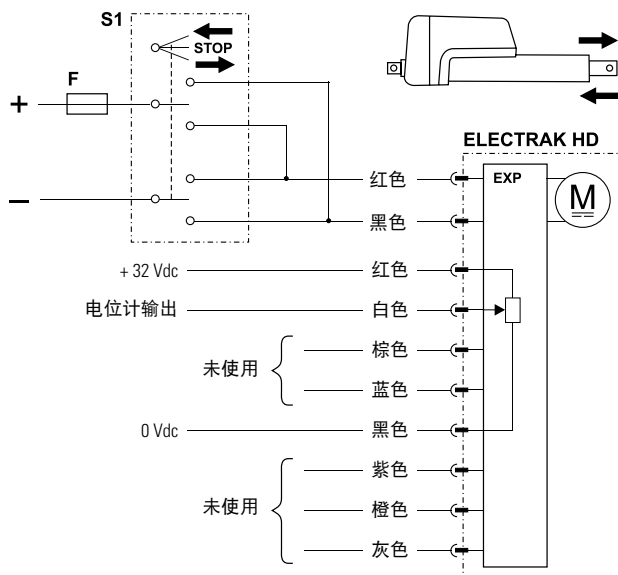 S1
STOP
F
+
−
ELECTRAK HD
EXP
M
红色
黑色
+ 32 Vdc
红色
电位计输出
白色
未使用
棕色
蓝色
0 Vdc
黑色
未使用
紫色
橙色
灰色